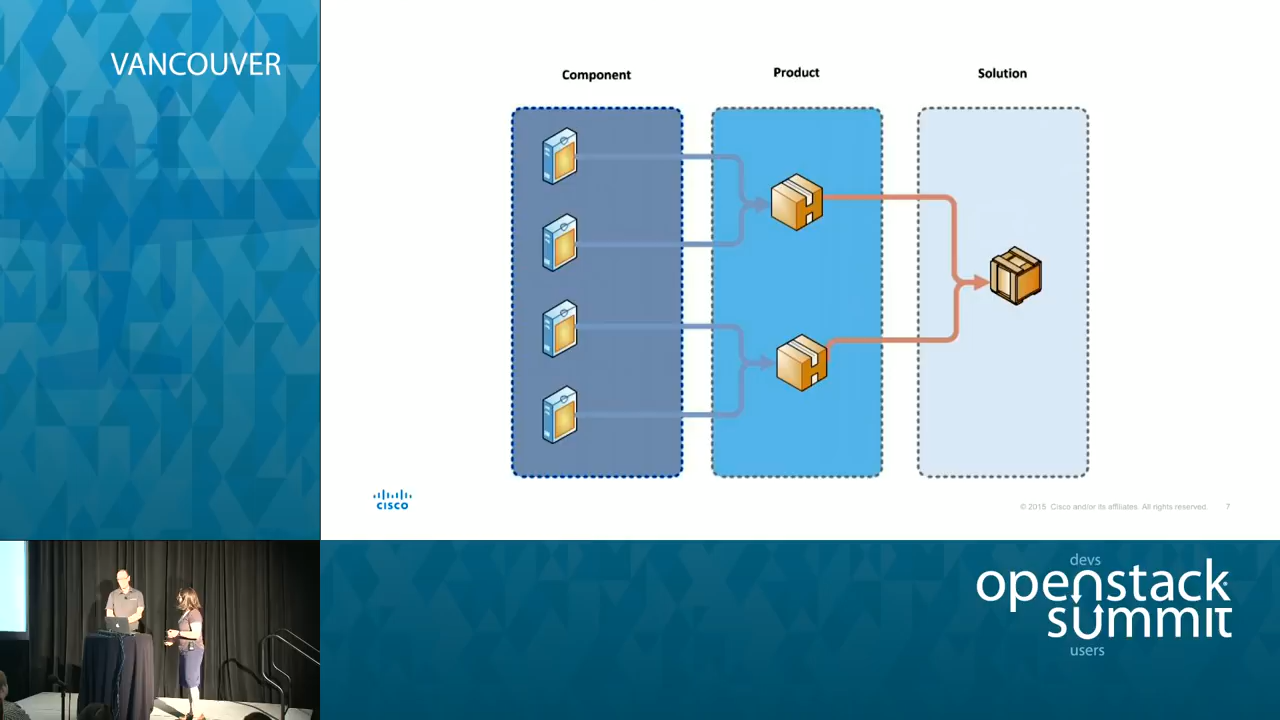 VANCOUVER
Component
Product
Solution
CISCO
© 2015 Cisco and/or its affiliates. All rights reserved. 7
devs
openstack
summit
users